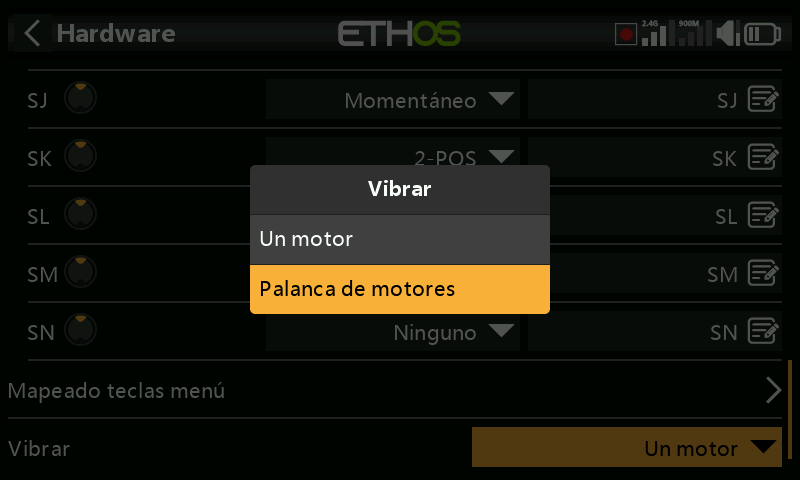 Hardware
ETHOS
2.4G
900M
SJ
Momentáneo
SJ
SK
2-POS
SK
SL
SL
SM
SM
SN
Ninguno
SN
Vibrar
Un motor
Palanca de motores
Mapeado teclas menú
Vibrar
Un motor